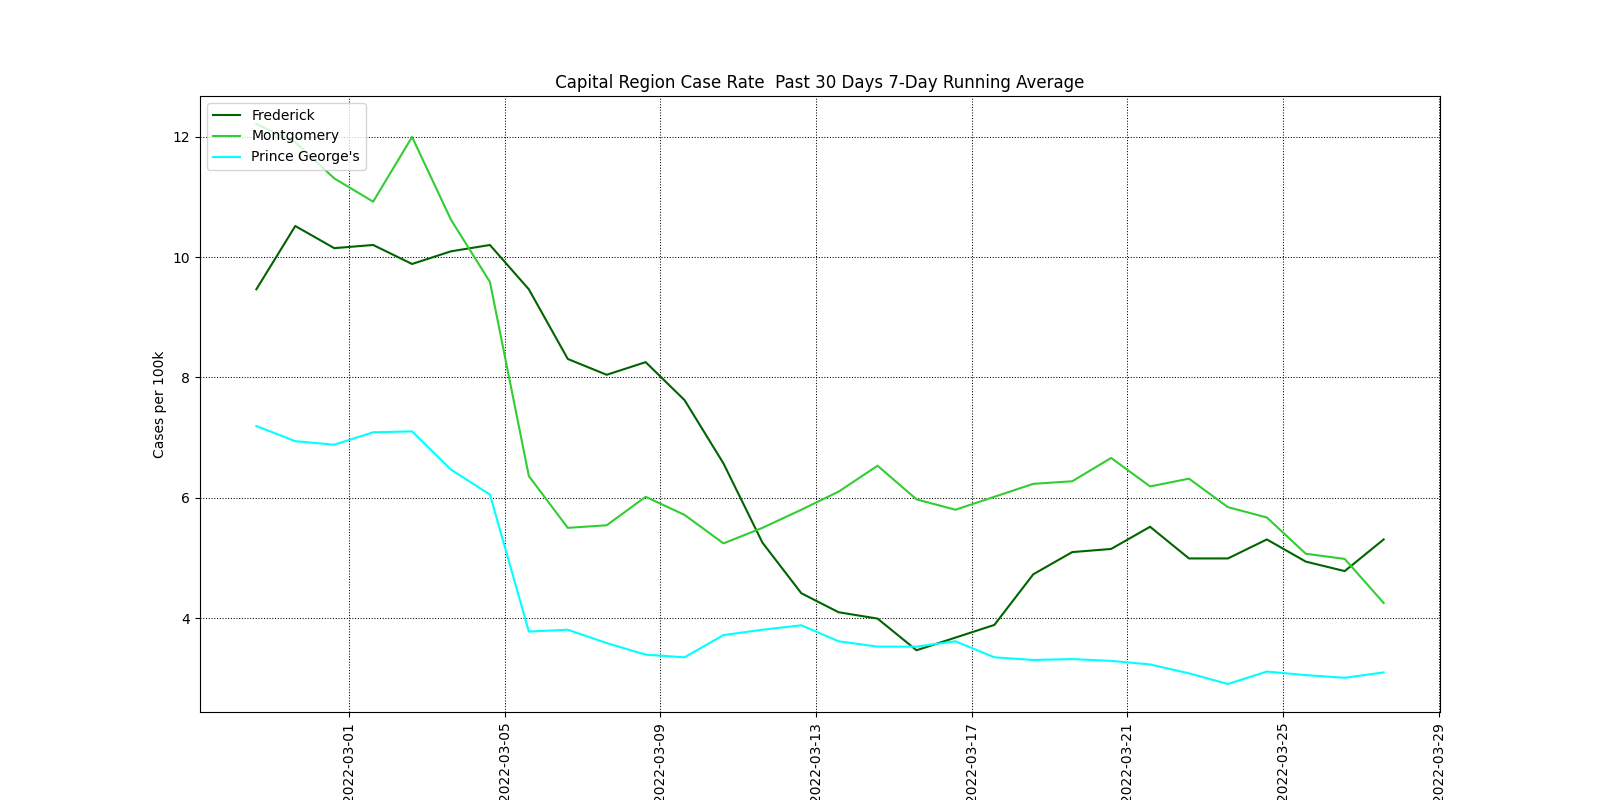 Capital Region Case Rate  Past 30 Days 7-Day Running Average
Frederick
Montgomery
Prince George's
Cases per 100k
12
10
8
6
4
2022-03-01
2022-03-05
2022-03-09
2022-03-13
2022-03-17
2022-03-21
2022-03-25
2022-03-29